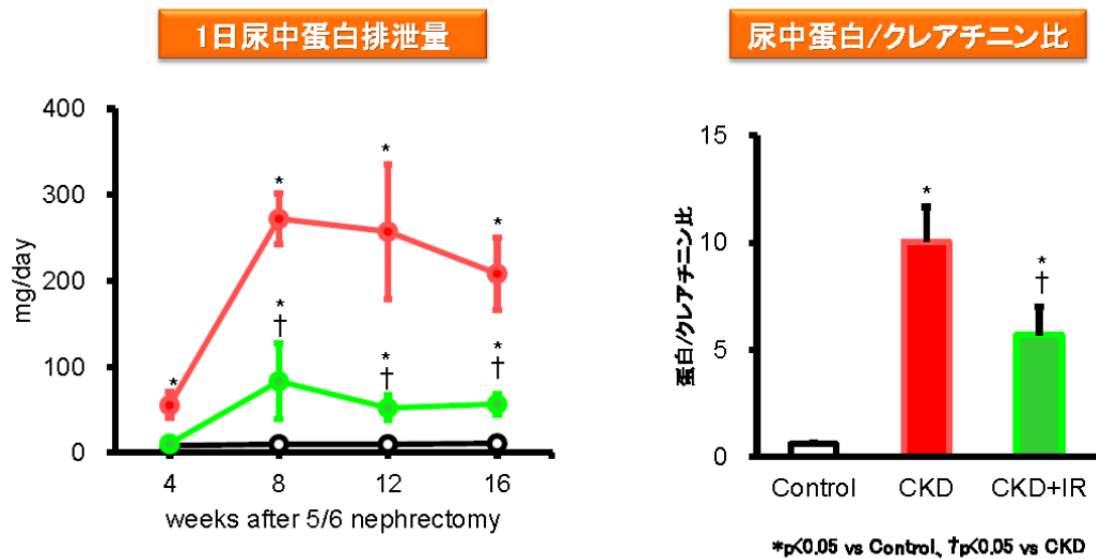 1日尿中蛋白排泄量
400
300
200
100
0
mg/day
*
*
*
*
*
†
*
†
*
†
4 8 12 16
weeks after 5/6 nephrectomy
尿中蛋白/クレアチニン比
15
10
5
0
蛋白/クレアチニン比
*
*
†
Control CKD CKD+IR
*p<0.05 vs Control、†p<0.05 vs CKD